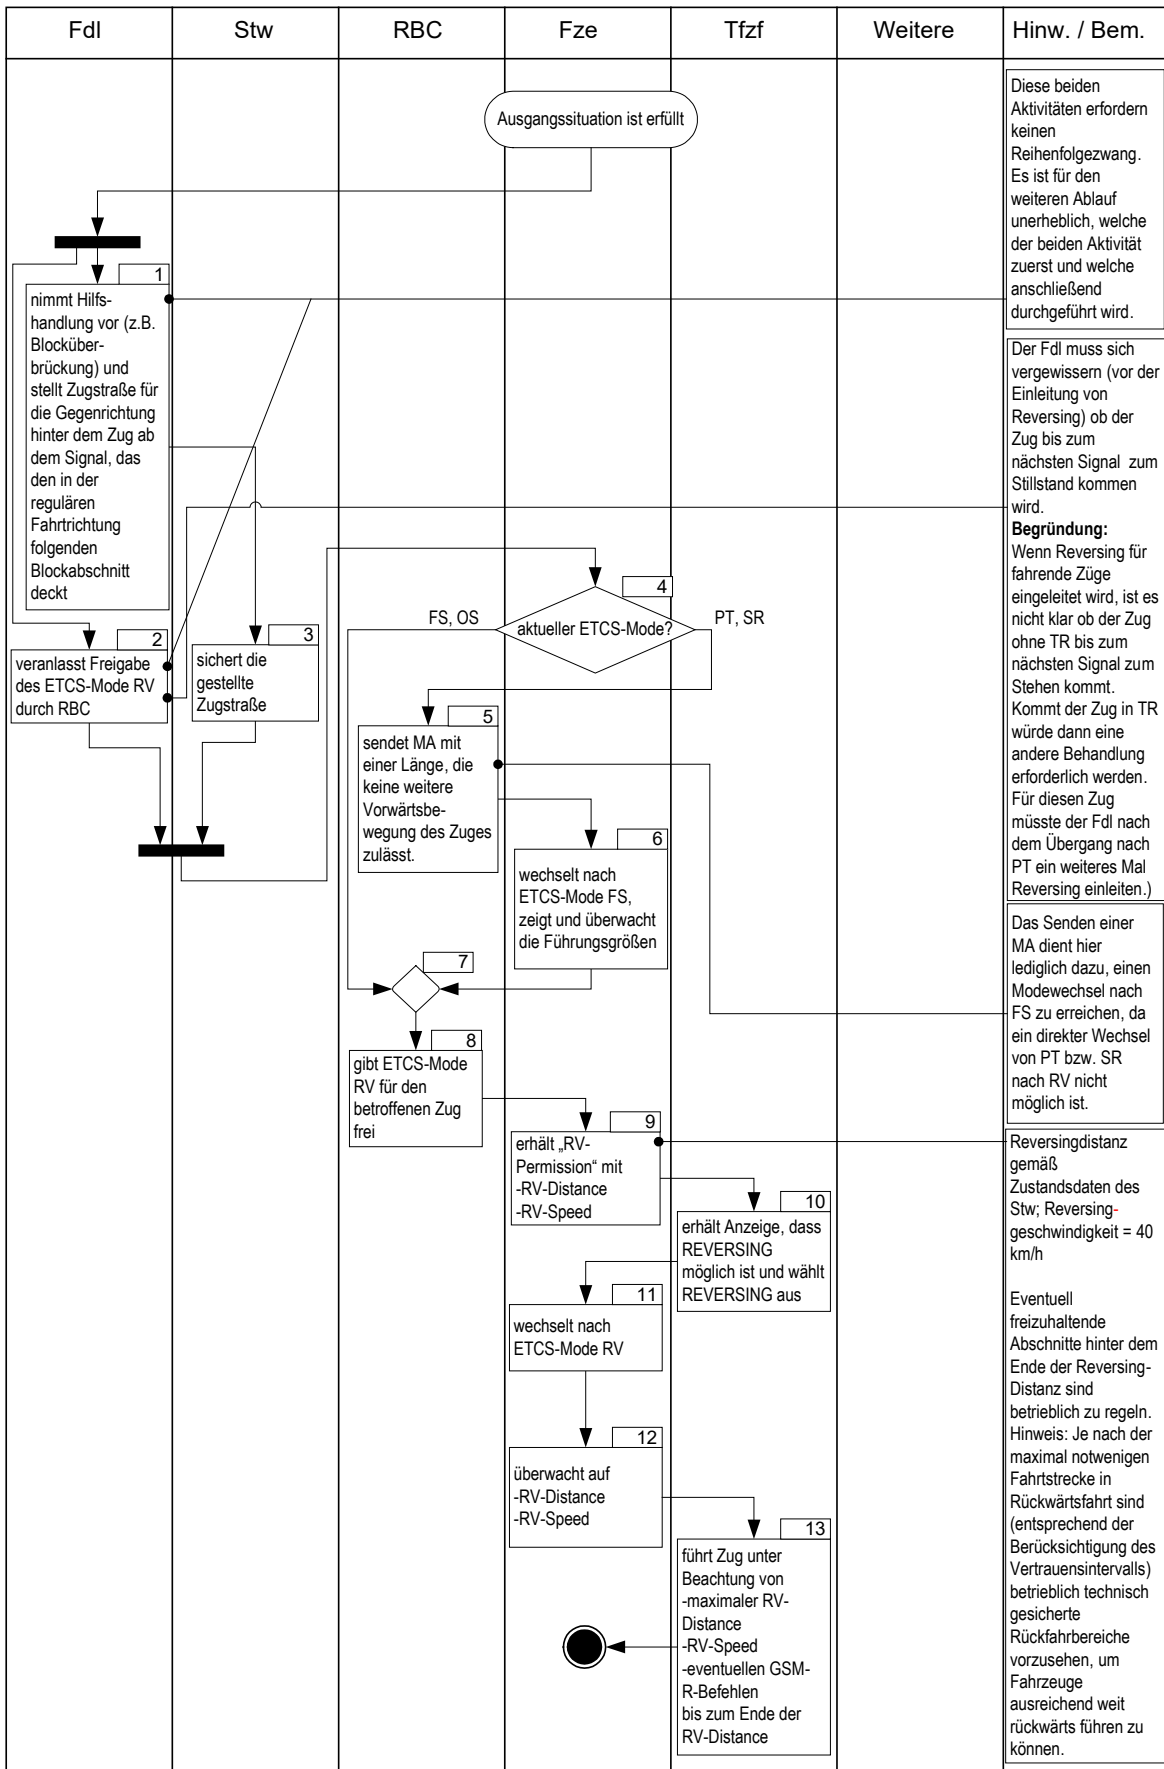 Fdl
Stw
RBC
Fze
Tfzf
Weitere
Hinw. / Bem.
Ausgangssituation ist erfüllt
1
nimmt Hilfs-
handlung vor (z.B.
Blocküber-
brückung) und
stellt Zugstraße für
die Gegenrichtung
hinter dem Zug ab
dem Signal, das
den in der
regulären
Fahrtrichtung
folgenden
Blockabschnitt
deckt
2
veranlasst Freigabe
des ETCS-Mode RV
durch RBC
3
sichert die
gestellte
Zugstraße
4
aktueller ETCS-Mode?
FS, OS
PT, SR
5
sendet MA mit
einer Länge, die
keine weitere
Vorwärtsbe-
wegung des Zuges
zulässt.
6
wechselt nach
ETCS-Mode FS,
zeigt und überwacht
die Führungsgrößen
7
8
gibt ETCS-Mode
RV für den
betroffenen Zug
frei
9
erhält „RV-
Permission“ mit
-RV-Distance
-RV-Speed
10
erhält Anzeige, dass
REVERSING
möglich ist und wählt
REVERSING aus
11
wechselt nach
ETCS-Mode RV
12
überwacht auf
-RV-Distance
-RV-Speed
13
führt Zug unter
Beachtung von
-maximaler RV-
Distance
-RV-Speed
-eventuellen GSM-
R-Befehlen
bis zum Ende der
RV-Distance
Diese beiden
Aktivitäten erfordern
keinen
Reihenfolgezwang.
Es ist für den
weiteren Ablauf
unerheblich, welche
der beiden Aktivität
zuerst und welche
anschließend
durchgeführt wird.
Der Fdl muss sich
vergewissern (vor der
Einleitung von
Reversing) ob der
Zug bis zum
nächsten Signal zum
Stillstand kommen
wird.
Begründung:
Wenn Reversing für
fahrende Züge
eingeleitet wird, ist es
nicht klar ob der Zug
ohne TR bis zum
nächsten Signal zum
Stehen kommt.
Kommt der Zug in TR
würde dann eine
andere Behandlung
erforderlich werden.
Für diesen Zug
müsste der Fdl nach
dem Übergang nach
PT ein weiteres Mal
Reversing einleiten.)
Das Senden einer
MA dient hier
lediglich dazu, einen
Modewechsel nach
FS zu erreichen, da
ein direkter Wechsel
von PT bzw. SR
nach RV nicht
möglich ist.
Reversingdistanz
gemäß
Zustandsdaten des
Stw; Reversing-
geschwindigkeit = 40
km/h
Eventuell
freizuhaltende
Abschnitte hinter dem
Ende der Reversing-
Distanz sind
betrieblich zu regeln.
Hinweis: Je nach der
maximal notwenigen
Fahrtstrecke in
Rückwärtsfahrt sind
(entsprechend der
Berücksichtigung des
Vertrauensintervalls)
betrieblich technisch
gesicherte
Rückfahrbereiche
vorzusehen, um
Fahrzeuge
ausreichend weit
rückwärts führen zu
können.